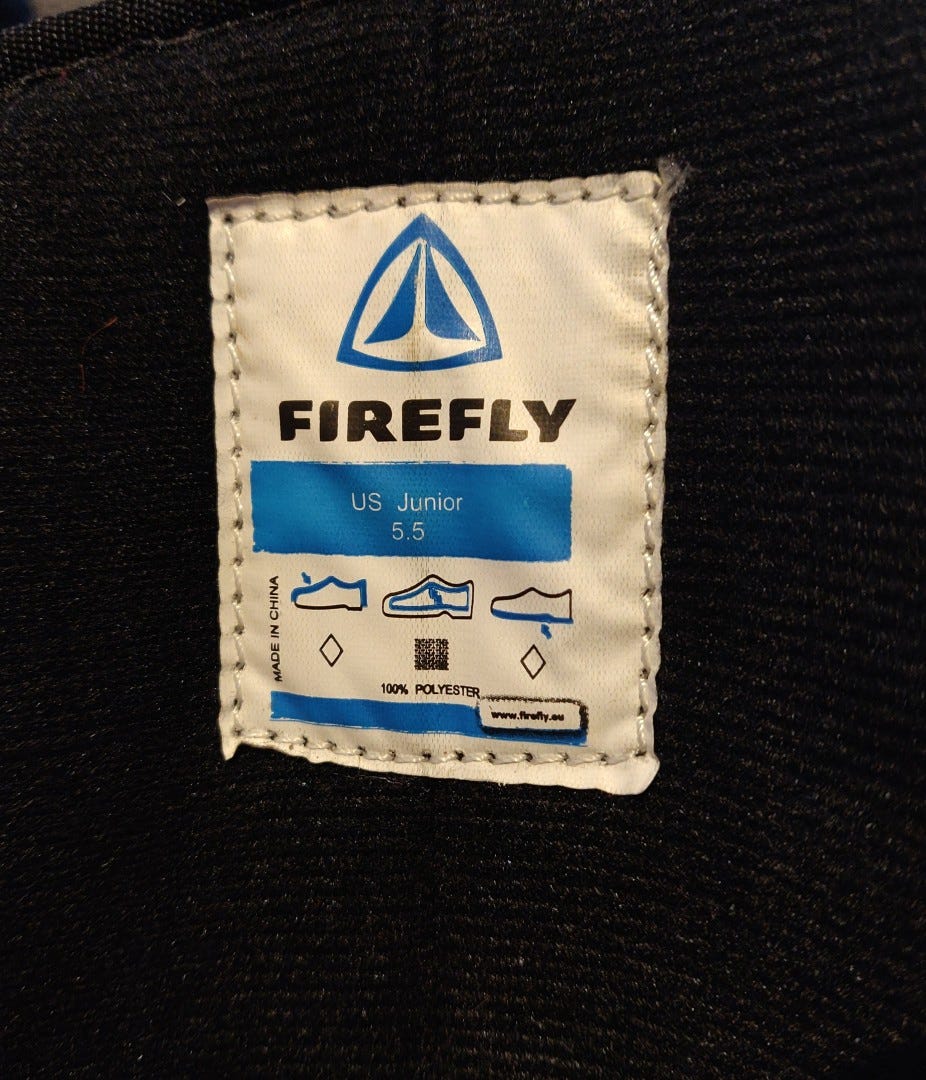 FIREFLY
US Junior
5.5
MADE IN CHINA
100% POLYESTER
www.firefly.eu